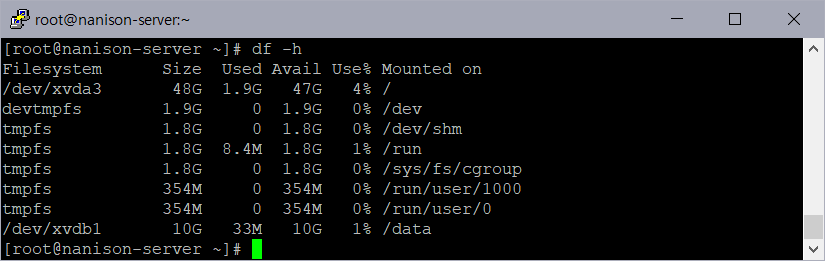 root@nanison-server:~
[root@nanison-server ~]# df -h
Filesystem      Size  Used Avail Use% Mounted on
/dev/xvda3       48G  1.9G   47G   4% /
devtmpfs        1.9G     0  1.9G   0% /dev
tmpfs           1.8G     0  1.8G   0% /dev/shm
tmpfs           1.8G  8.4M  1.8G   1% /run
tmpfs           1.8G     0  1.8G   0% /sys/fs/cgroup
tmpfs           354M     0  354M   0% /run/user/1000
tmpfs           354M     0  354M   0% /run/user/0
/dev/xvdb1       10G   33M   10G   1% /data
[root@nanison-server ~]#